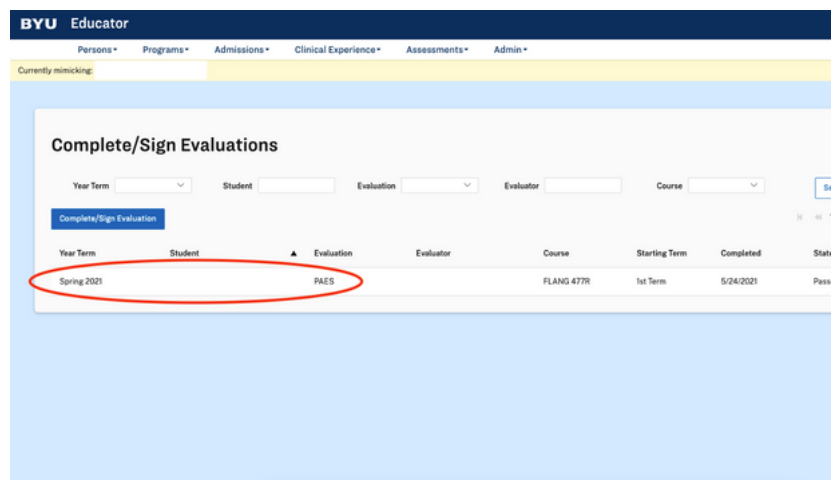 BYU Educator
Persons Programs Admissions Clinical Experience Assessments Admin
Currently mimicking:
Complete/Sign Evaluations
Year Term Student Evaluation Evaluator Course
Complete/Sign Evaluation
Year Term Student Evaluation Evaluator Course Starting Term Completed
Spring 2021 PAES FLANG 477R 1st Term 5/24/2021 Pass